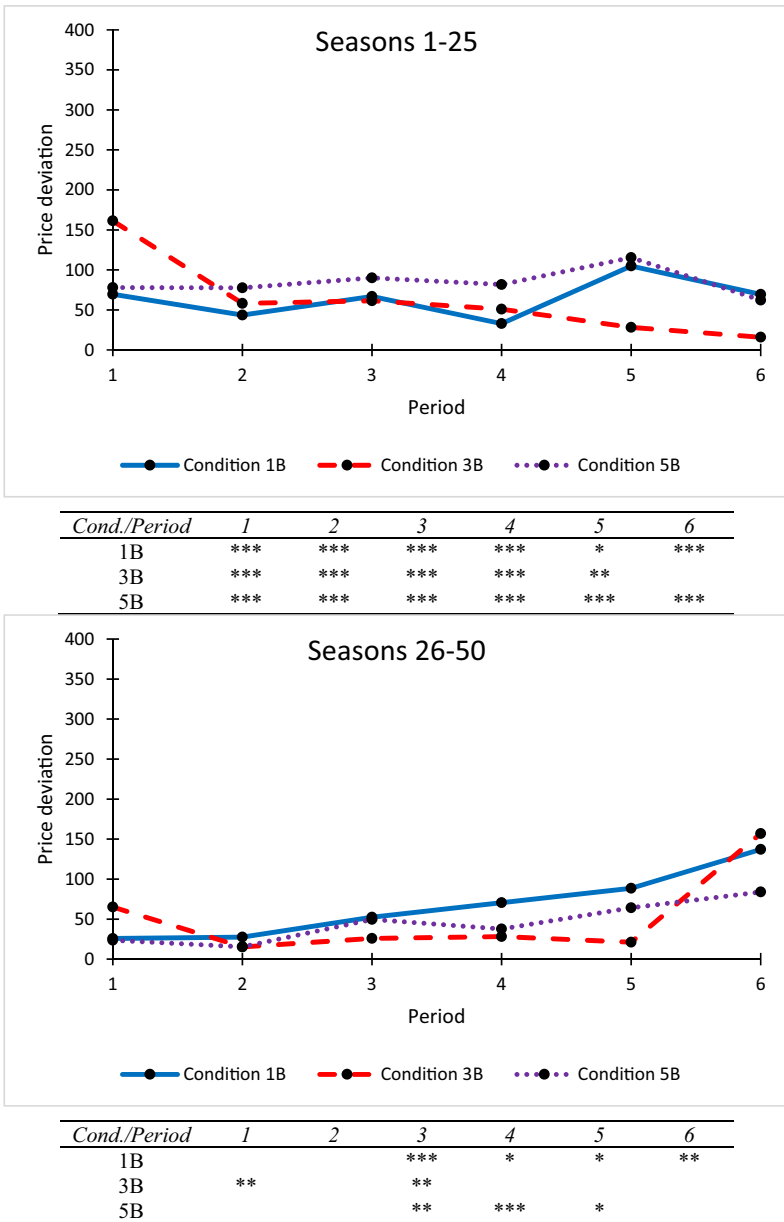 Seasons 1-25
400
350
300
250
200
150
100
50
0
Price deviation
1 2 3 4 5 6
Period
Condition 1B Condition 3B Condition 5B
Cond./Period 1 2 3 4 5 6
1B *** *** *** *** * ***
3B *** *** *** *** **
5B *** *** *** *** *** ***
Seasons 26-50
400
350
300
250
200
150
100
50
0
Price deviation
1 2 3 4 5 6
Period
Condition 1B Condition 3B Condition 5B
Cond./Period 1 2 3 4 5 6
1B *** * * **
3B ** **
5B ** *** *